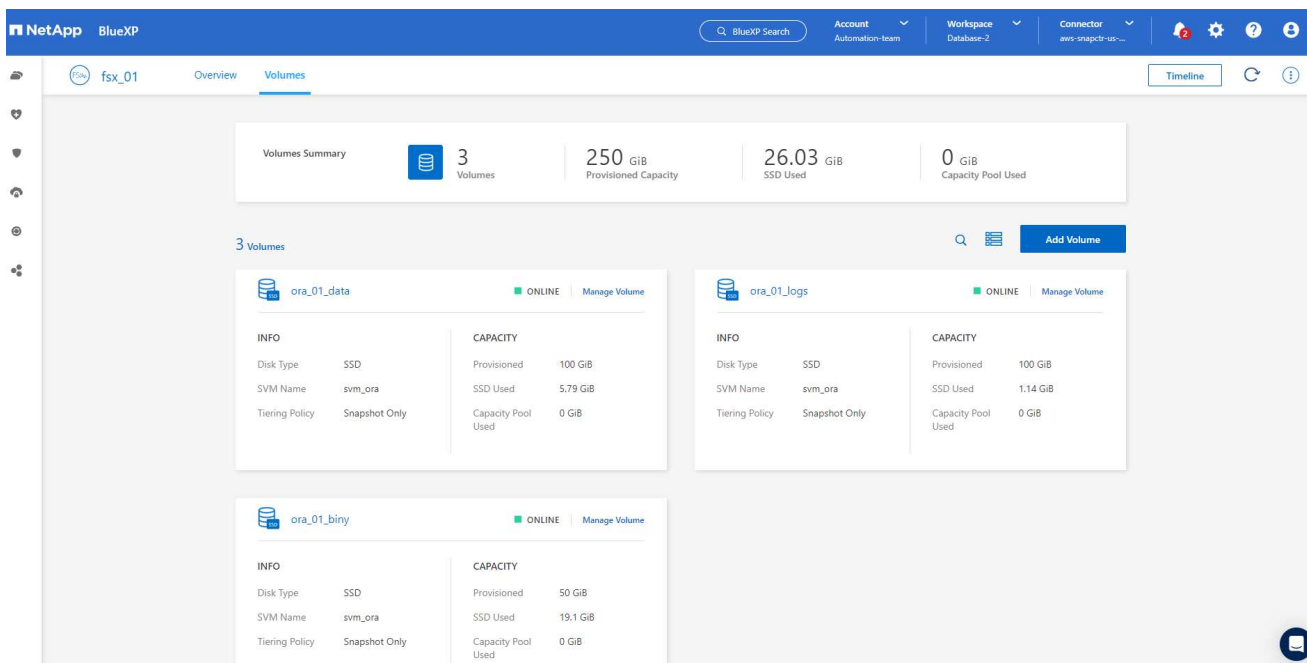 NetApp BlueXP BlueXP Search Account Automation-team Workspace Database-2 Connector aws-snapctr-us-... 2
FSxN fsx_01 Overview Volumes Timeline
Volumes Summary 3 Volumes 250 GiB Provisioned Capacity 26.03 GiB SSD Used 0 GiB Capacity Pool Used
3 Volumes Add Volume
SSD ora_01_data ONLINE Manage Volume
INFO CAPACITY
Disk Type SSD Provisioned 100 GiB
SVM Name svm_ora SSD Used 5.79 GiB
Tiering Policy Snapshot Only Capacity Pool Used 0 GiB
SSD ora_01_logs ONLINE Manage Volume
INFO CAPACITY
Disk Type SSD Provisioned 100 GiB
SVM Name svm_ora SSD Used 1.14 GiB
Tiering Policy Snapshot Only Capacity Pool Used 0 GiB
SSD ora_01_biny ONLINE Manage Volume
INFO CAPACITY
Disk Type SSD Provisioned 50 GiB
SVM Name svm_ora SSD Used 19.1 GiB
Tiering Policy Snapshot Only Capacity Pool Used 0 GiB